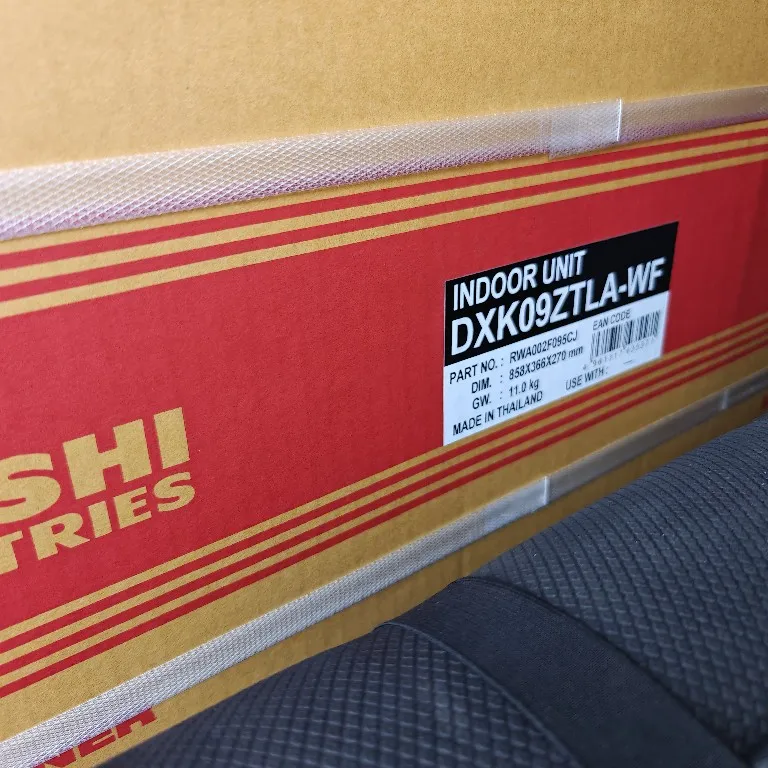 INDOOR UNIT
DXK09ZTLA-WF
PART NO. : RWA002F095CJ
DIM. : 858X366X270 mm
GW. : 11.0 kg
MADE IN THAILAND
EAN CODE
USE WITH :
SHI
TRIES